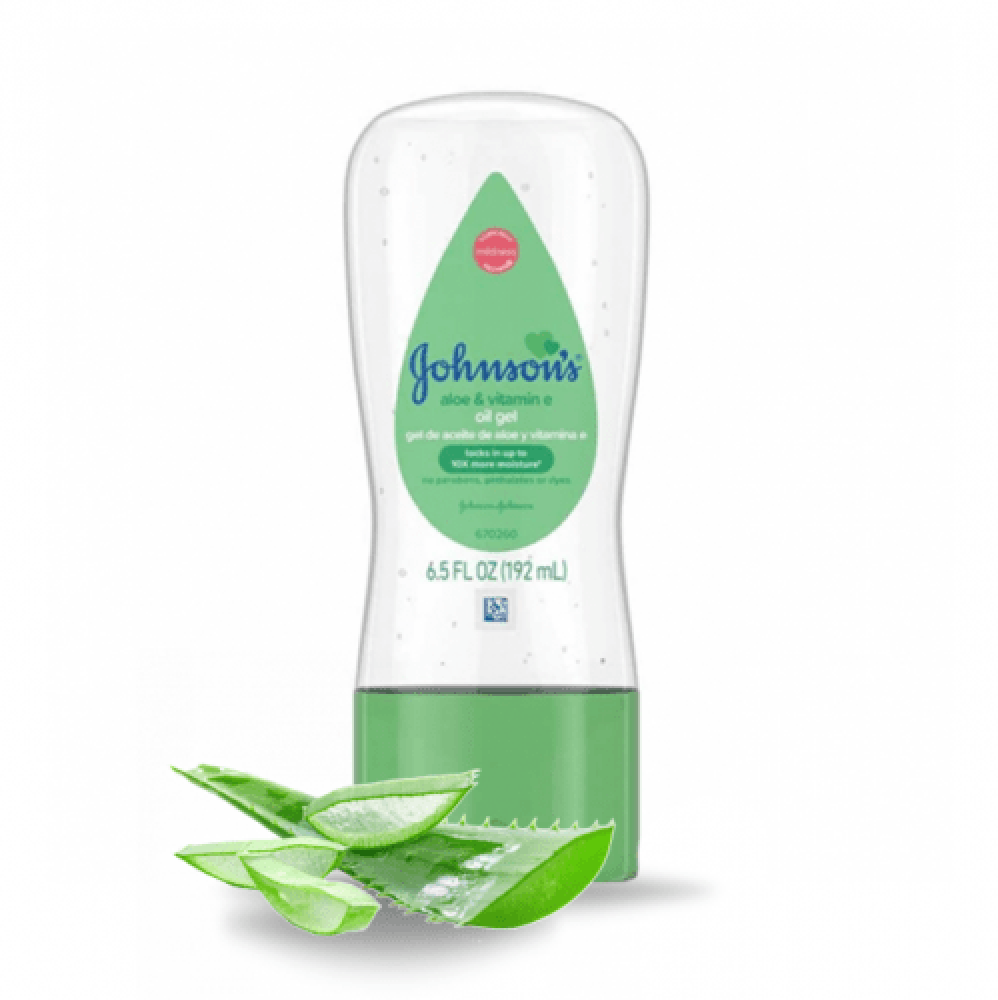 mildness
Johnson's®
aloe & vitamin e
oil gel
gel de aceite de aloe y vitamina e
locks in up to
10X more moisture*
no parabens, phthalates or dyes
Johnson & Johnson
670260
6.5 FL OZ (192 mL)
E